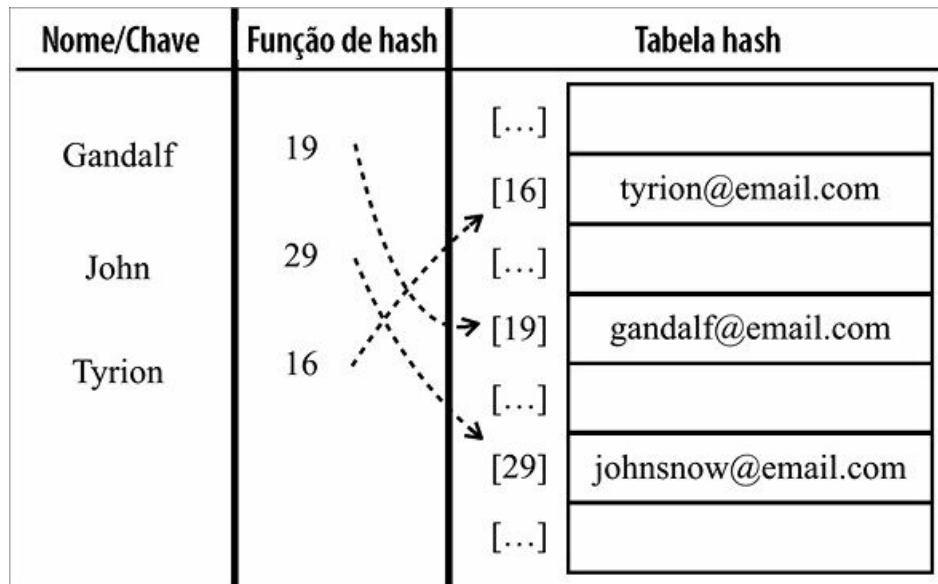 Nome/Chave Função de hash Tabela hash
[...]
Gandalf 19
[16] tyrion@email.com
John 29 [...]
[19] gandalf@email.com
Tyrion 16
[...]
[29] johnsnow@email.com
[...]